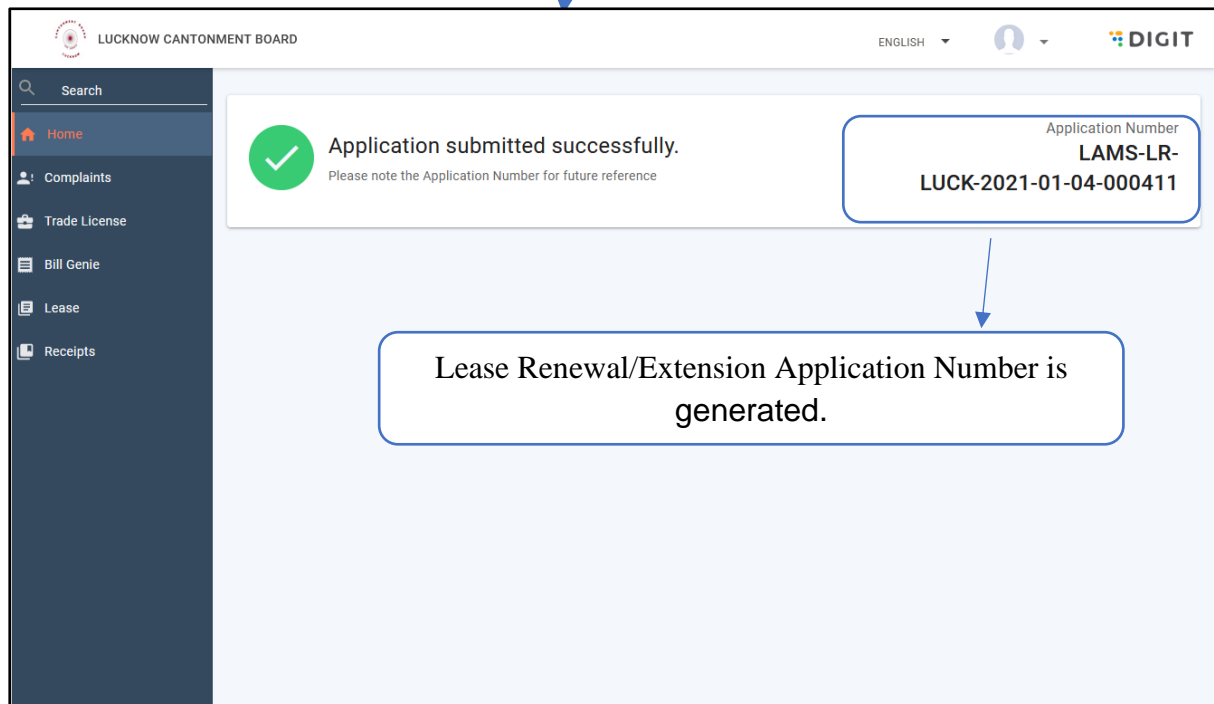 LUCKNOW CANTONMENT BOARD
ENGLISH
DIGIT
Search
Home
Complaints
Trade License
Bill Genie
Lease
Receipts
Application submitted successfully.
Please note the Application Number for future reference
Application Number
LAMS-LR-
LUCK-2021-01-04-000411
Lease Renewal/Extension Application Number is
generated.